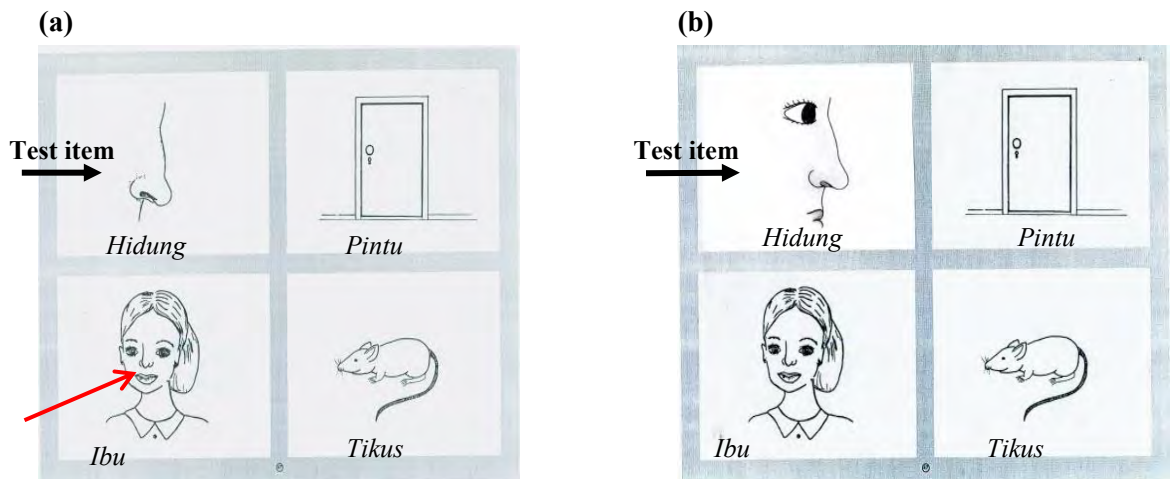 (a)
Test item
Hidung
Pintu
Ibu
Tikus
(b)
Test item
Hidung
Pintu
Ibu
Tikus